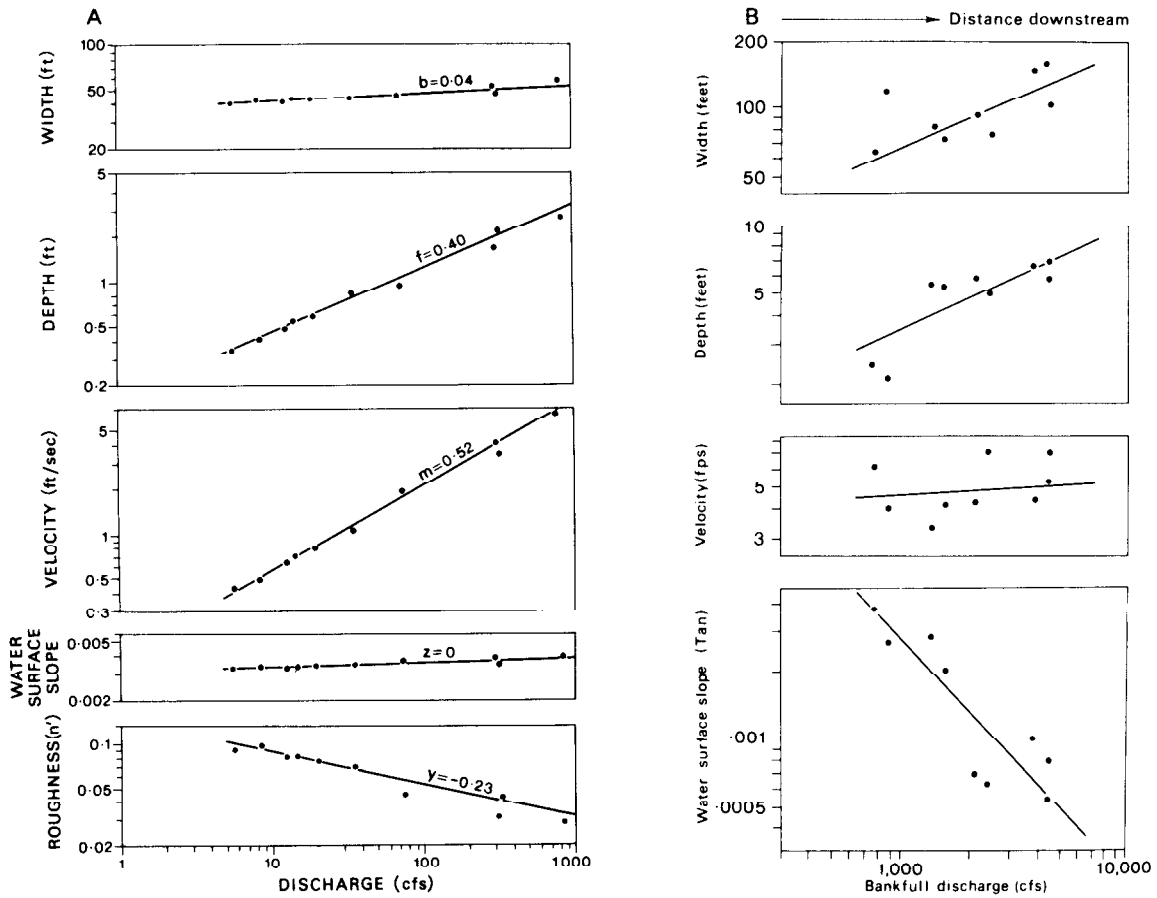 A
WIDTH (ft)
100
50
20
b=0·04
DEPTH (ft)
5
1
0·5
0·2
f=0·40
VELOCITY (ft/sec)
5
1
0·5
0·3
m=0·52
WATER
SURFACE
SLOPE
0·005
0·002
z=0
ROUGHNESS(n')
0·1
0·05
0·02
y=-0·23
1
10
100
1000
DISCHARGE (cfs)
B
Distance downstream
Width (feet)
200
100
50
Depth (feet)
10
5
Velocity(fps)
5
3
Water surface slope (Tan)
·001
·0005
1,000
10,000
Bankfull discharge (cfs)